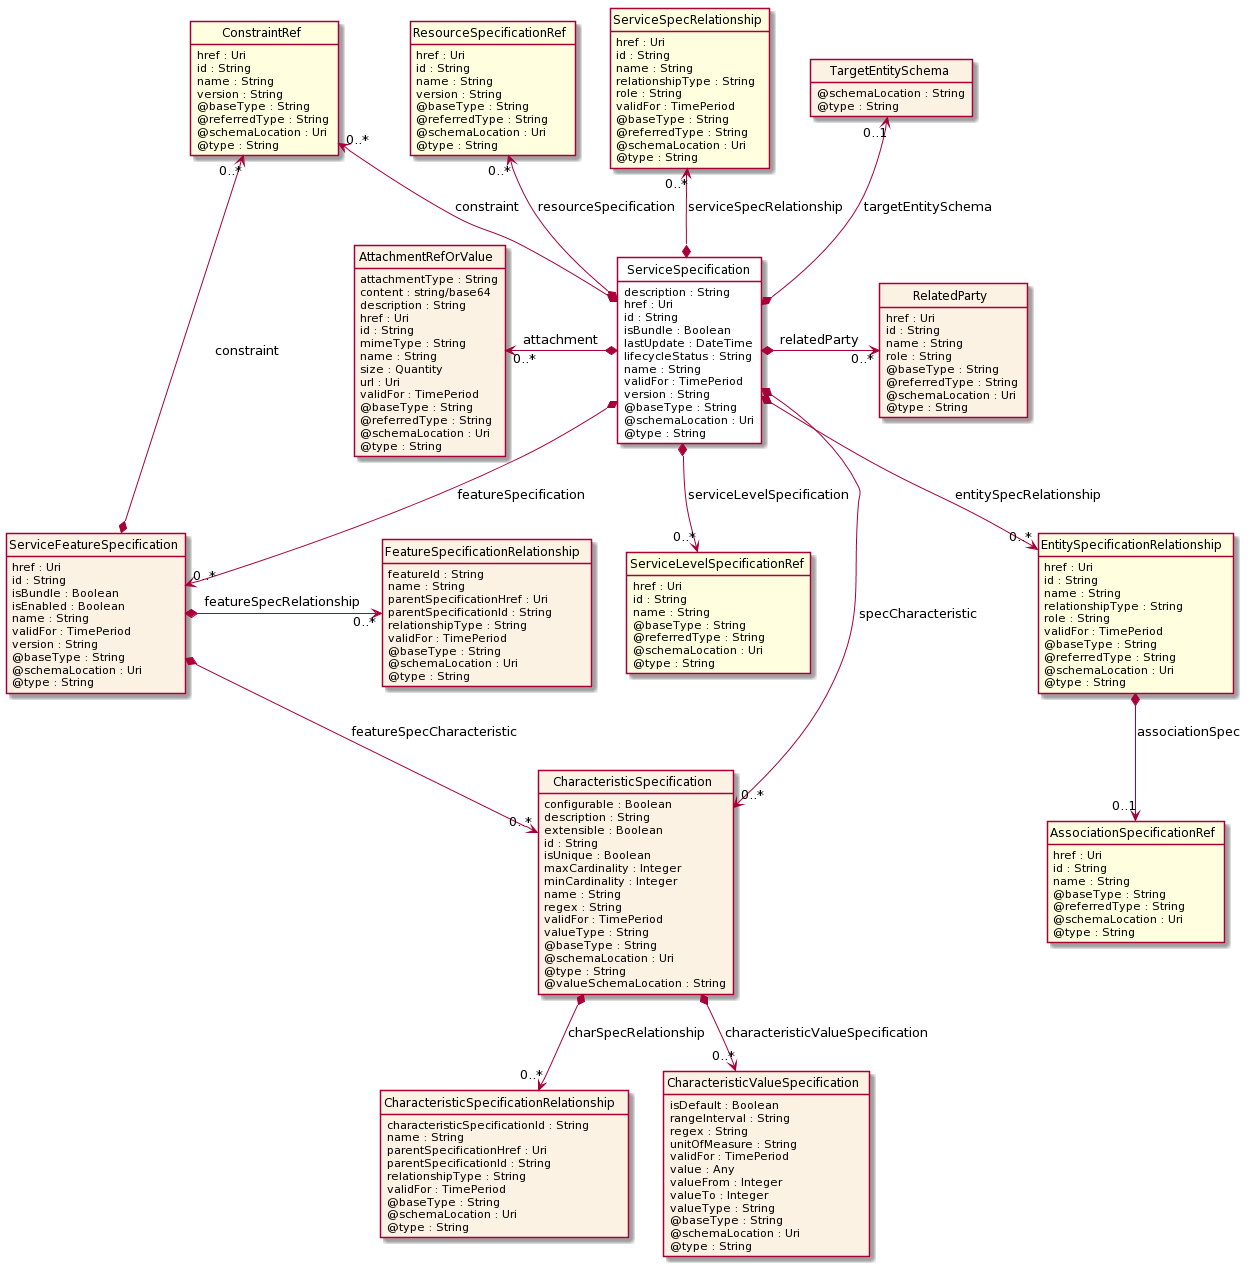 ConstraintRef
href : Uri
id : String
name : String
version : String
@baseType : String
@referredType : String
@schemaLocation : Uri
@type : String
ResourceSpecificationRef
href : Uri
id : String
name : String
version : String
@baseType : String
@referredType : String
@schemaLocation : Uri
@type : String
ServiceSpecRelationship
href : Uri
id : String
name : String
relationshipType : String
role : String
validFor : TimePeriod
@baseType : String
@referredType : String
@schemaLocation : Uri
@type : String
TargetEntitySchema
@schemaLocation : String
@type : String
0..*
0..*
0..*
0..*
0..1
constraint
resourceSpecification
serviceSpecRelationship
targetEntitySchema
AttachmentRefOrValue
attachmentType : String
content : string/base64
description : String
href : Uri
id : String
mimeType : String
name : String
size : Quantity
url : Uri
validFor : TimePeriod
@baseType : String
@referredType : String
@schemaLocation : Uri
@type : String
attachment
0..*
ServiceSpecification
description : String
href : Uri
id : String
isBundle : Boolean
lastUpdate : DateTime
lifecycleStatus : String
name : String
validFor : TimePeriod
version : String
@baseType : String
@schemaLocation : Uri
@type : String
relatedParty
0..*
RelatedParty
href : Uri
id : String
name : String
role : String
@baseType : String
@referredType : String
@schemaLocation : Uri
@type : String
constraint
featureSpecification
serviceLevelSpecification
entitySpecRelationship
0..*
0..*
0..*
ServiceFeatureSpecification
href : Uri
id : String
isBundle : Boolean
isEnabled : Boolean
name : String
validFor : TimePeriod
version : String
@baseType : String
@schemaLocation : Uri
@type : String
featureSpecRelationship
0..*
FeatureSpecificationRelationship
featureId : String
name : String
parentSpecificationHref : Uri
parentSpecificationId : String
relationshipType : String
validFor : TimePeriod
@baseType : String
@schemaLocation : Uri
@type : String
ServiceLevelSpecificationRef
href : Uri
id : String
name : String
@baseType : String
@referredType : String
@schemaLocation : Uri
@type : String
specCharacteristic
EntitySpecificationRelationship
href : Uri
id : String
name : String
relationshipType : String
role : String
validFor : TimePeriod
@baseType : String
@referredType : String
@schemaLocation : Uri
@type : String
featureSpecCharacteristic
associationSpec
0..*
0..*
0..1
CharacteristicSpecification
configurable : Boolean
description : String
extensible : Boolean
id : String
isUnique : Boolean
maxCardinality : Integer
minCardinality : Integer
name : String
regex : String
validFor : TimePeriod
valueType : String
@baseType : String
@schemaLocation : Uri
@type : String
@valueSchemaLocation : String
AssociationSpecificationRef
href : Uri
id : String
name : String
@baseType : String
@referredType : String
@schemaLocation : Uri
@type : String
charSpecRelationship
characteristicValueSpecification
0..*
0..*
CharacteristicSpecificationRelationship
characteristicSpecificationId : String
name : String
parentSpecificationHref : Uri
parentSpecificationId : String
relationshipType : String
validFor : TimePeriod
@baseType : String
@schemaLocation : Uri
@type : String
CharacteristicValueSpecification
isDefault : Boolean
rangeInterval : String
regex : String
unitOfMeasure : String
validFor : TimePeriod
value : Any
valueFrom : Integer
valueTo : Integer
valueType : String
@baseType : String
@schemaLocation : Uri
@type : String